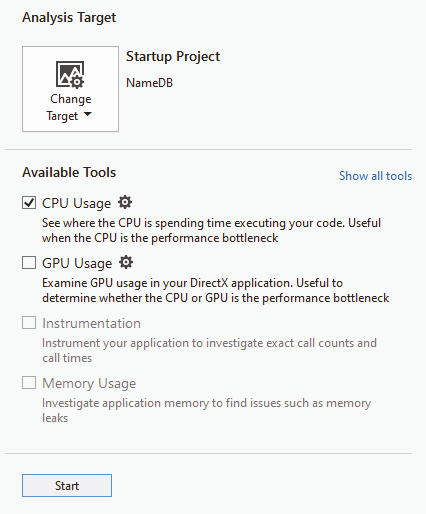 Analysis Target
Change
Target
Startup Project
NameDB
Available Tools
Show all tools
CPU Usage
See where the CPU is spending time executing your code. Useful
when the CPU is the performance bottleneck
GPU Usage
Examine GPU usage in your DirectX application. Useful to
determine whether the CPU or GPU is the performance bottleneck
Instrumentation
Instrument your application to investigate exact call counts and
call times
Memory Usage
Investigate application memory to find issues such as memory
leaks
Start